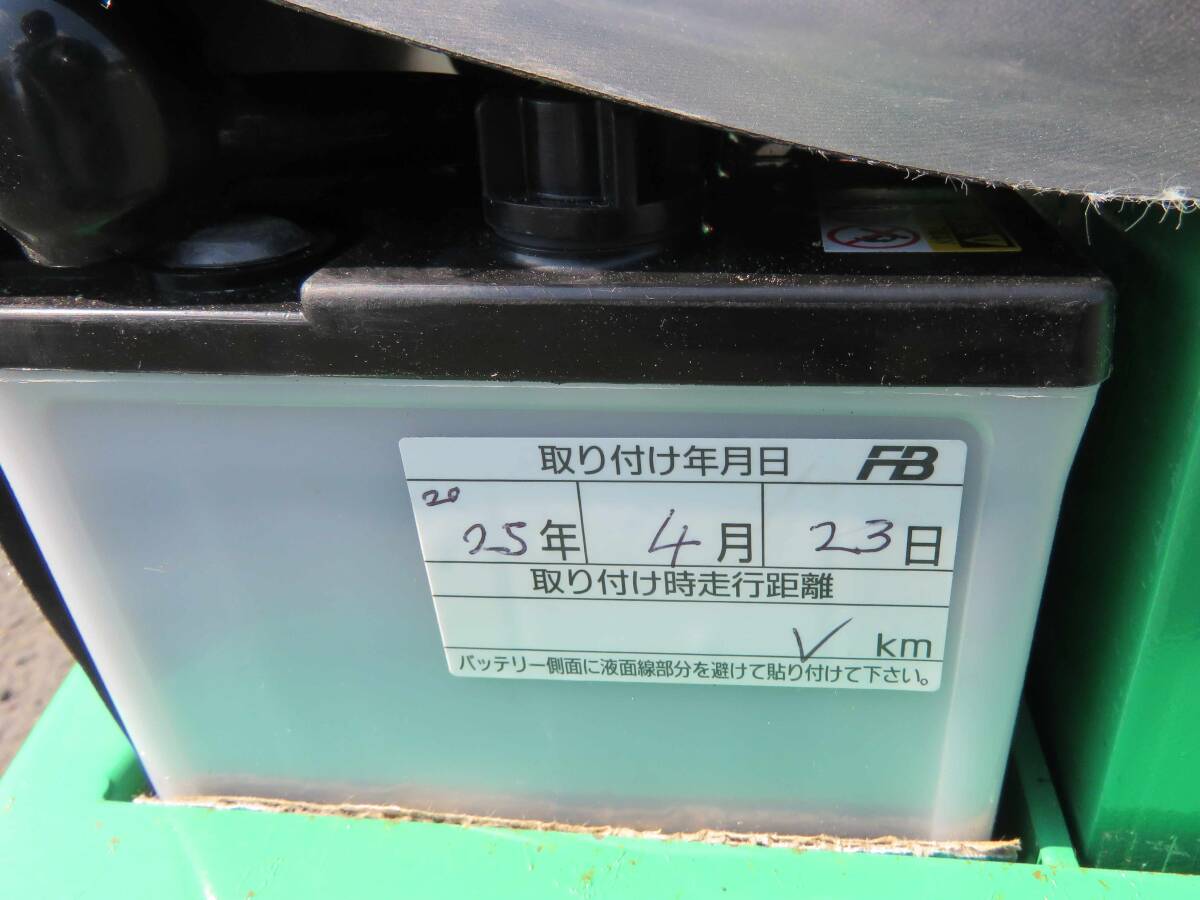 取り付け年月日 FB
20
25年 4月 23日
取り付け時走行距離
✓ km
バッテリー側面に液面線部分を避けて貼り付けて下さい。